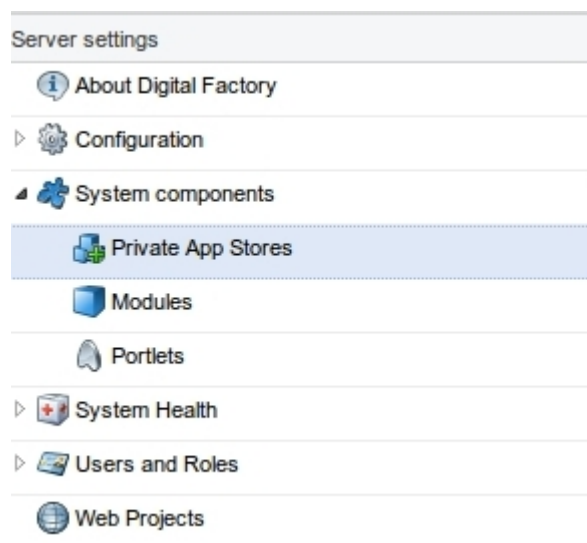 Server settings
About Digital Factory
Configuration
System components
Private App Stores
Modules
Portlets
System Health
Users and Roles
Web Projects